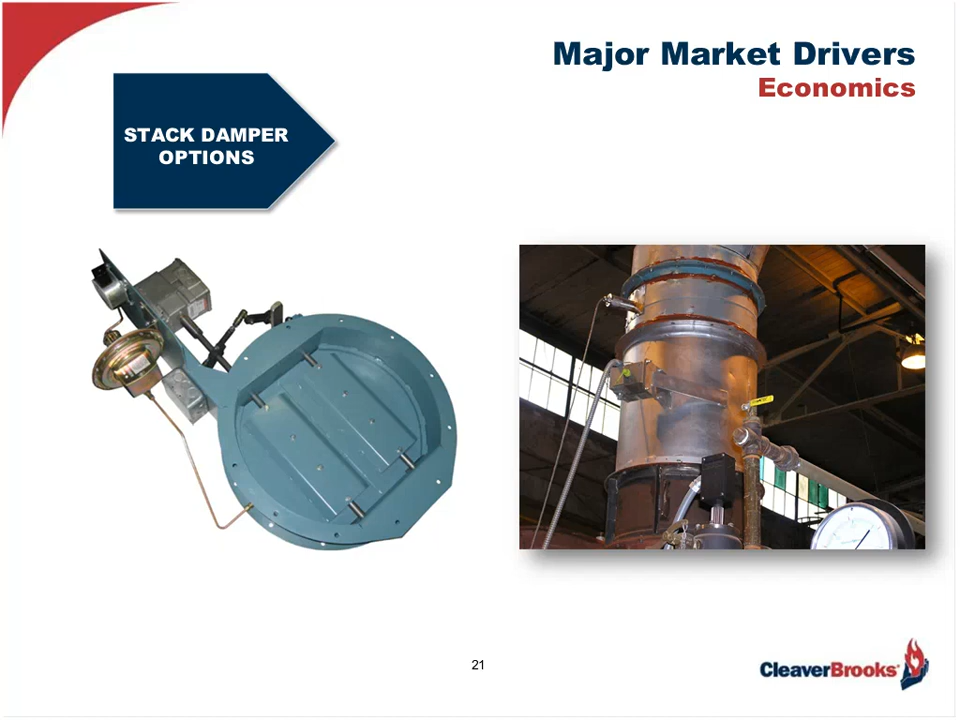 Major Market Drivers
Economics
STACK DAMPER
OPTIONS
21
CleaverBrooks